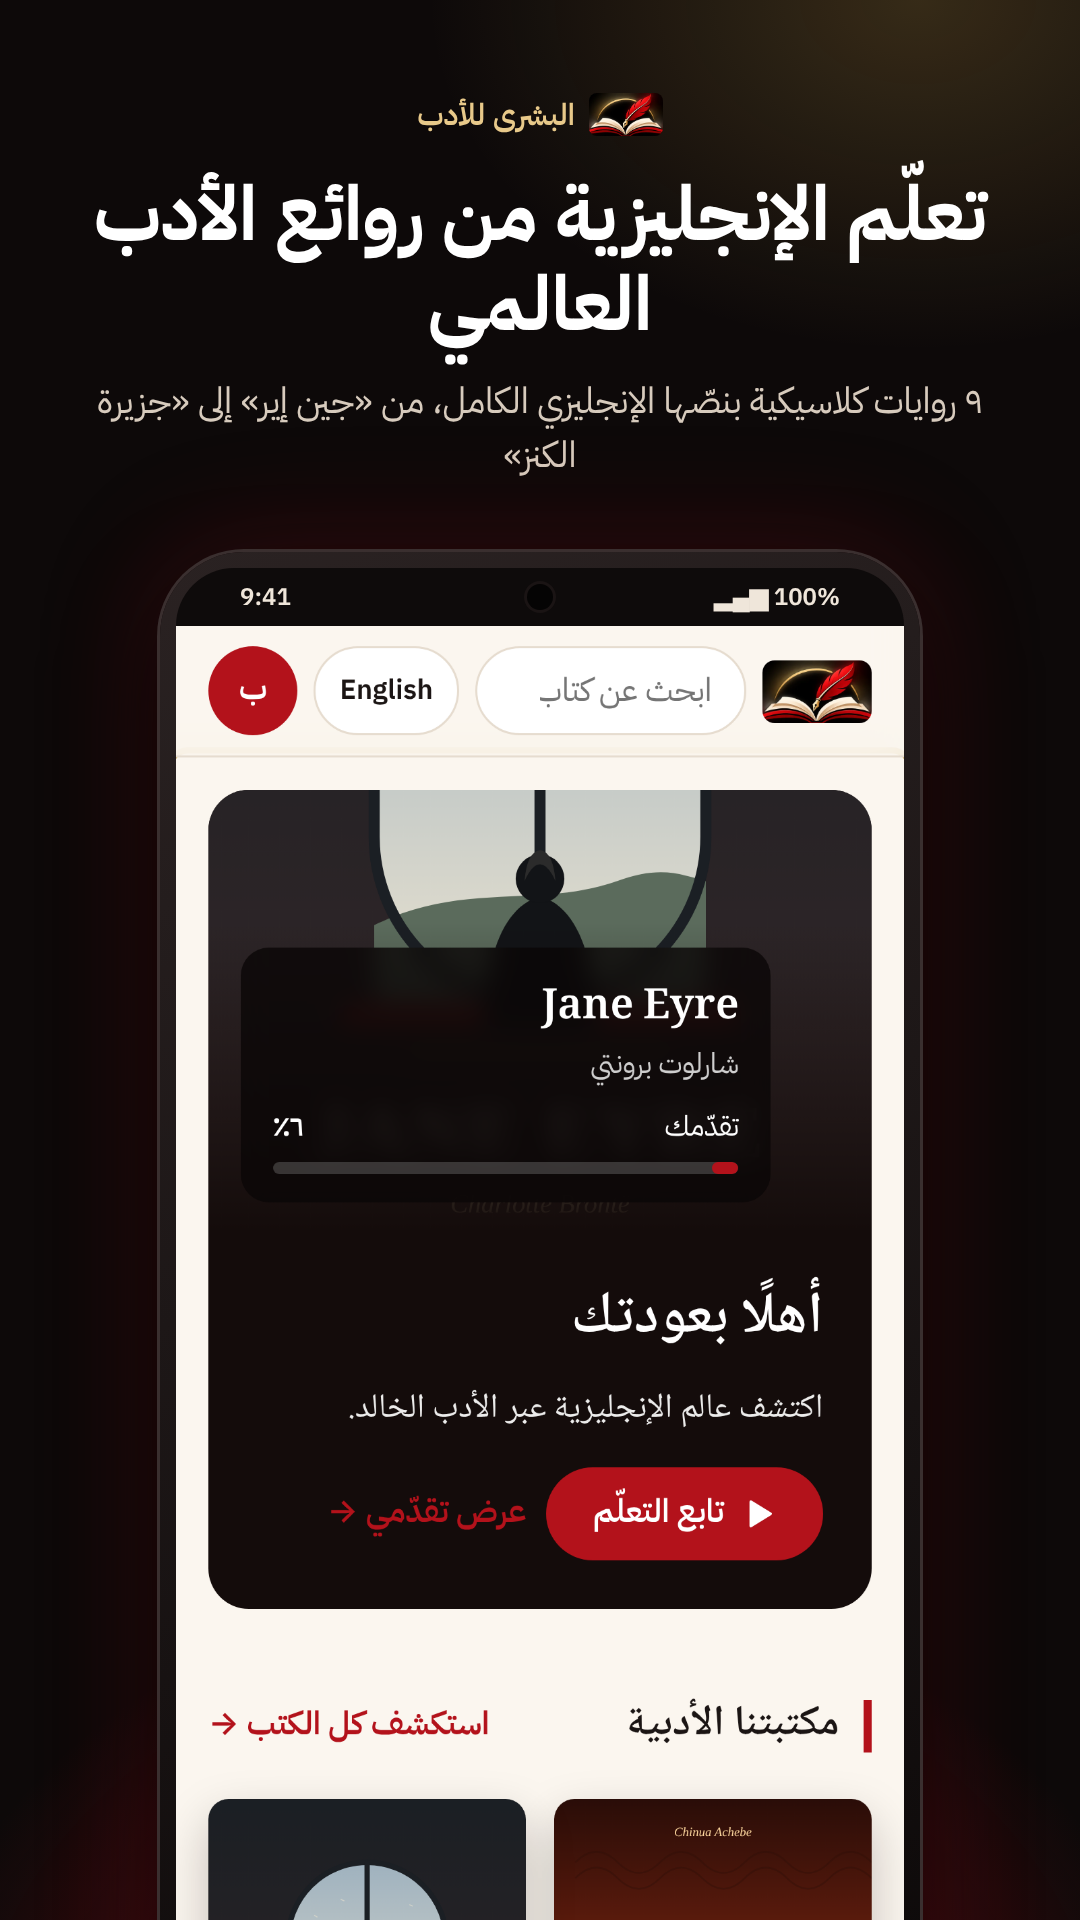 البشرى للأدب
تعلّم الإنجليزية من روائع الأدب
العالمي
٩ روايات كلاسيكية بنصّها الإنجليزي الكامل، من «جين إير» إلى «جزيرة
الكنز»
9:41
100%
ابحث عن كتاب
English
ب
Jane Eyre
شارلوت برونتي
تقدّمك
٦٪
Charlotte Brontë
أهلًا بعودتك
اكتشف عالم الإنجليزية عبر الأدب الخالد.
تابع التعلّم
عرض تقدّمي →
مكتبتنا الأدبية
استكشف كل الكتب →
Chinua Achebe